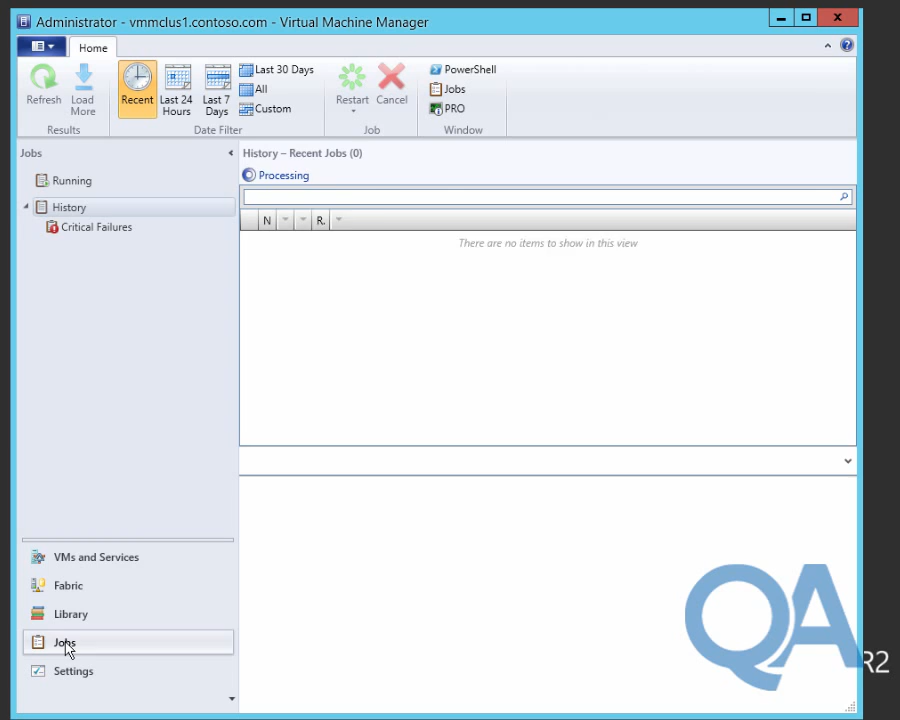 Administrator - vmmclus1.contoso.com - Virtual Machine Manager
Home
Refresh
Load More
Results
Recent
Last 24 Hours
Last 7 Days
Last 30 Days
All
Custom
Date Filter
Restart
Cancel
Job
PowerShell
Jobs
PRO
Window
Jobs
Running
History
Critical Failures
History – Recent Jobs (0)
Processing
N
R.
There are no items to show in this view
VMs and Services
Fabric
Library
Jobs
Settings
QA
R2